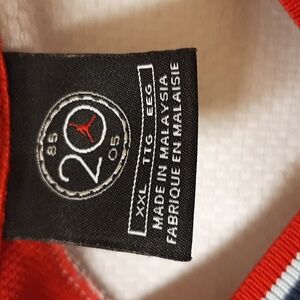 85
20
05
XXL TTG EEG
MADE IN MALAYSIA
FABRIQUE EN MALAISIE